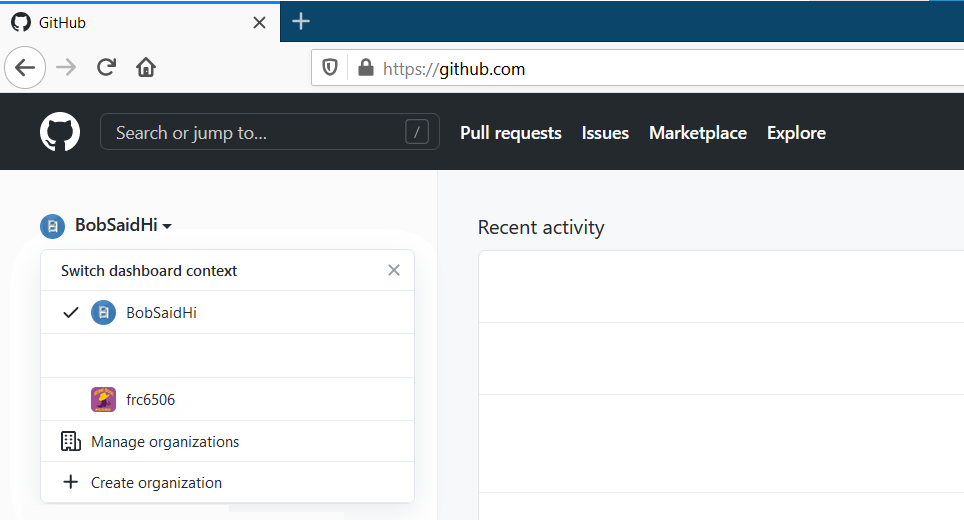 GitHub
https://github.com
Search or jump to... / Pull requests Issues Marketplace Explore
BobSaidHi
Switch dashboard context
BobSaidHi
frc6506
Manage organizations
Create organization
Recent activity